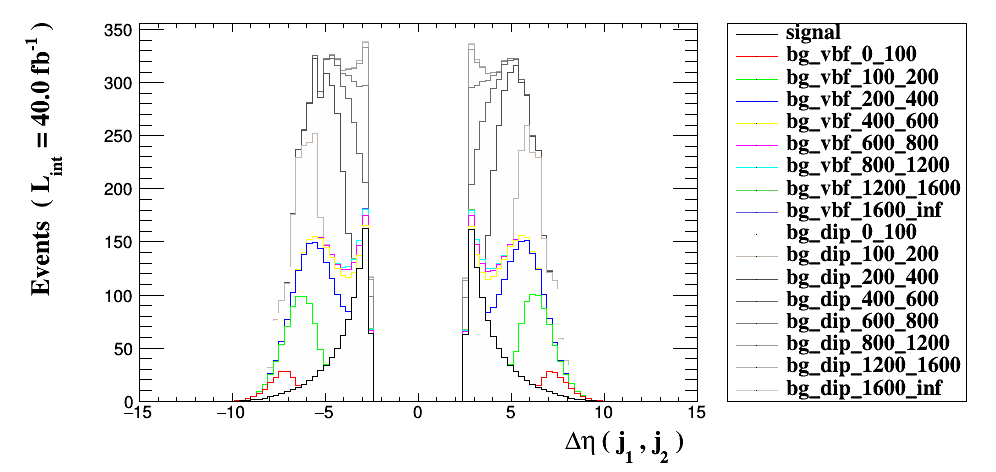 Events ( L_int = 40.0 fb^-1 )
350
300
250
200
150
100
50
0
−15 −10 −5 0 5 10 15
Δη ( j_1 , j_2 )
signal
bg_vbf_0_100
bg_vbf_100_200
bg_vbf_200_400
bg_vbf_400_600
bg_vbf_600_800
bg_vbf_800_1200
bg_vbf_1200_1600
bg_vbf_1600_inf
bg_dip_0_100
bg_dip_100_200
bg_dip_200_400
bg_dip_400_600
bg_dip_600_800
bg_dip_800_1200
bg_dip_1200_1600
bg_dip_1600_inf